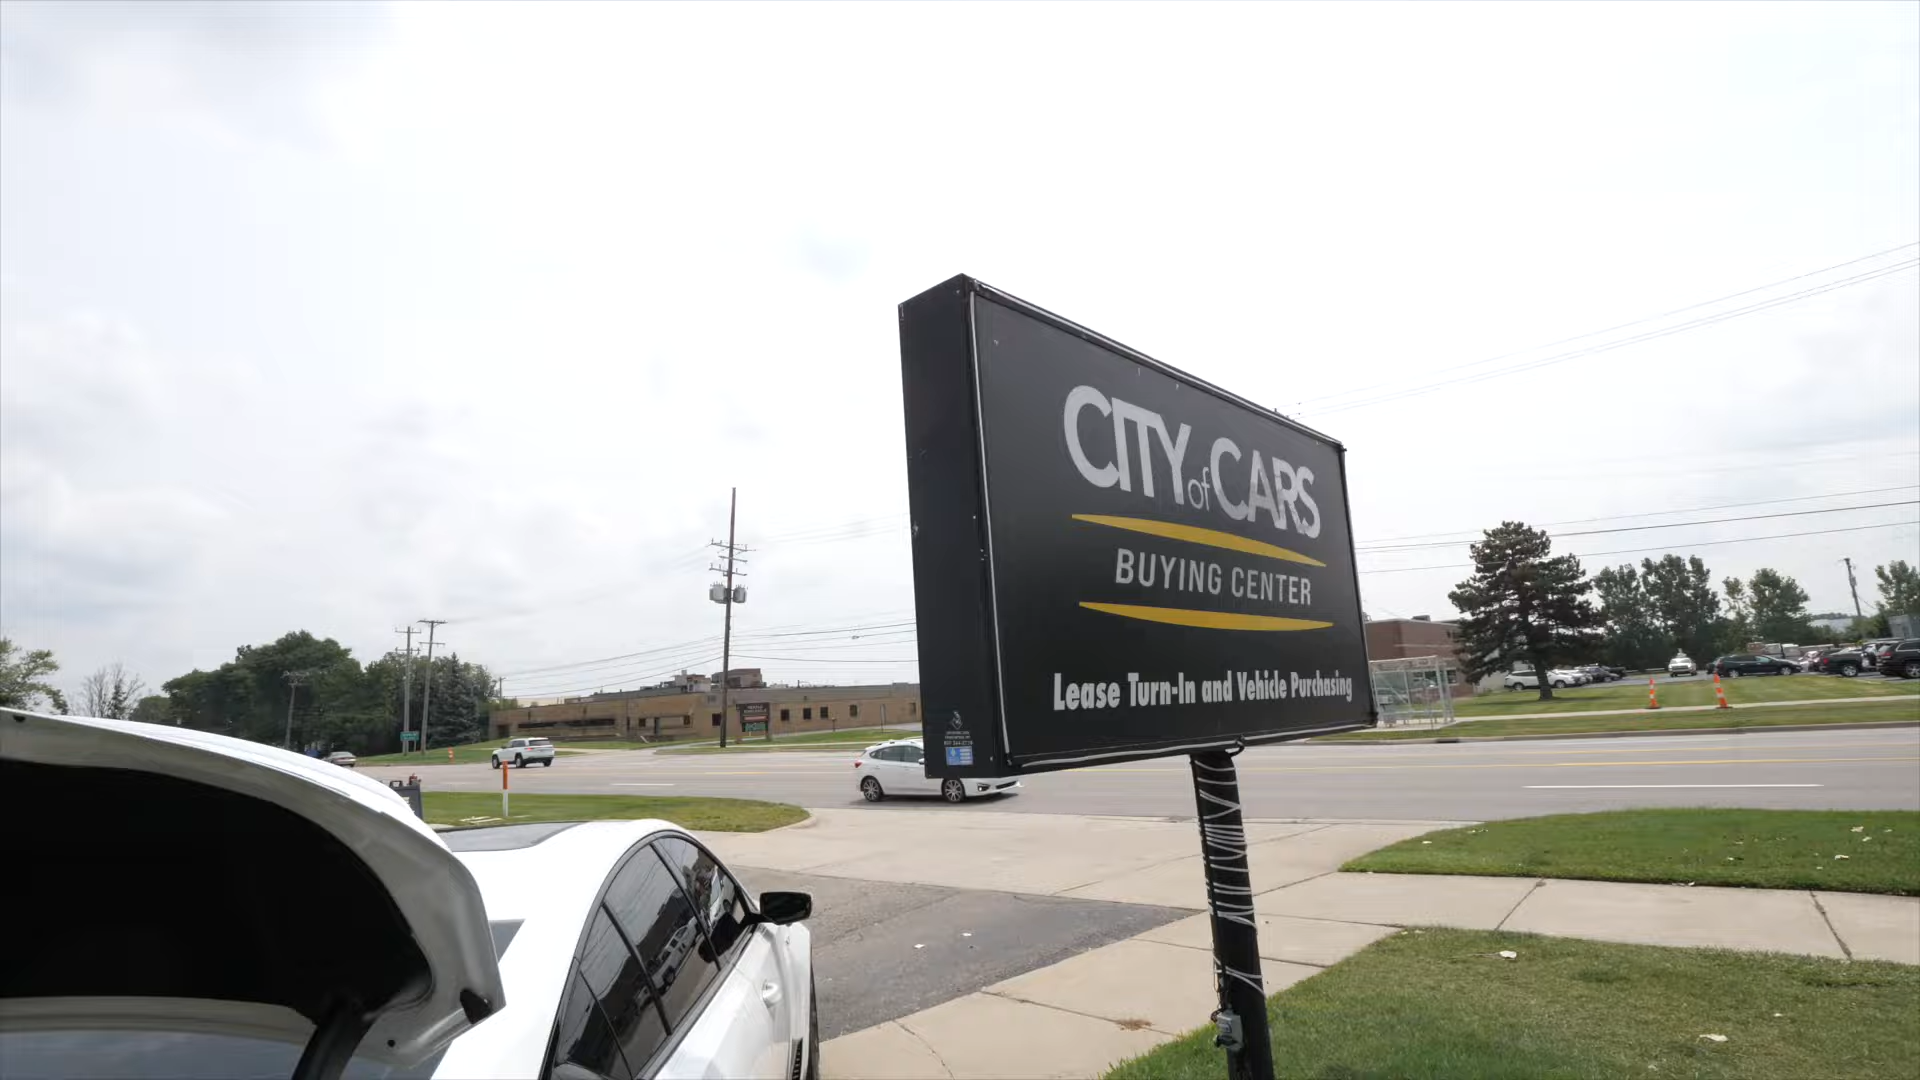 CITY of CARS
BUYING CENTER
Lease Turn-In and Vehicle Purchasing